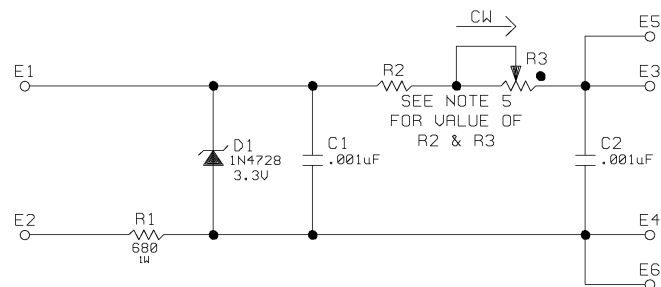 CW
E5
E1
R2
R3
E3
SEE NOTE 5
FOR VALUE OF
R2 & R3
D1
1N4728
3.3V
C1
.001uF
C2
.001uF
E2
R1
680
1W
E4
E6